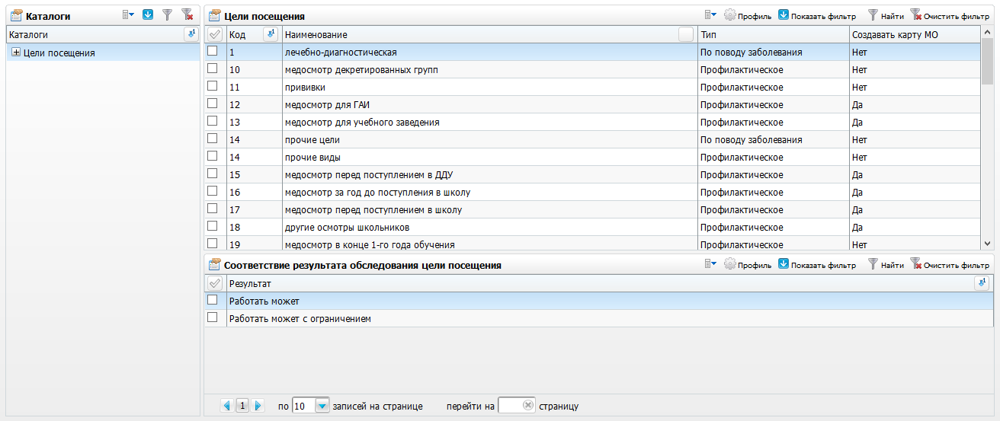 Каталоги
Каталоги
Цели посещения
Цели посещения Профиль Показать фильтр Найти Очистить фильтр
Код Наименование Тип Создавать карту МО
1 лечебно-диагностическая По поводу заболевания Нет
10 медосмотр декретированных групп Профилактическое Нет
11 прививки Профилактическое Нет
12 медосмотр для ГАИ Профилактическое Да
13 медосмотр для учебного заведения Профилактическое Да
14 прочие цели По поводу заболевания Нет
14 прочие виды Профилактическое Нет
15 медосмотр перед поступлением в ДДУ Профилактическое Да
16 медосмотр за год до поступления в школу Профилактическое Да
17 медосмотр перед поступлением в школу Профилактическое Да
18 другие осмотры школьников Профилактическое Да
19 медосмотр в конце 1-го года обучения Профилактическое Нет
Соответствие результата обследования цели посещения Профиль Показать фильтр Найти Очистить фильтр
Результат
Работать может
Работать может с ограничением
1 по 10 записей на странице перейти на страницу